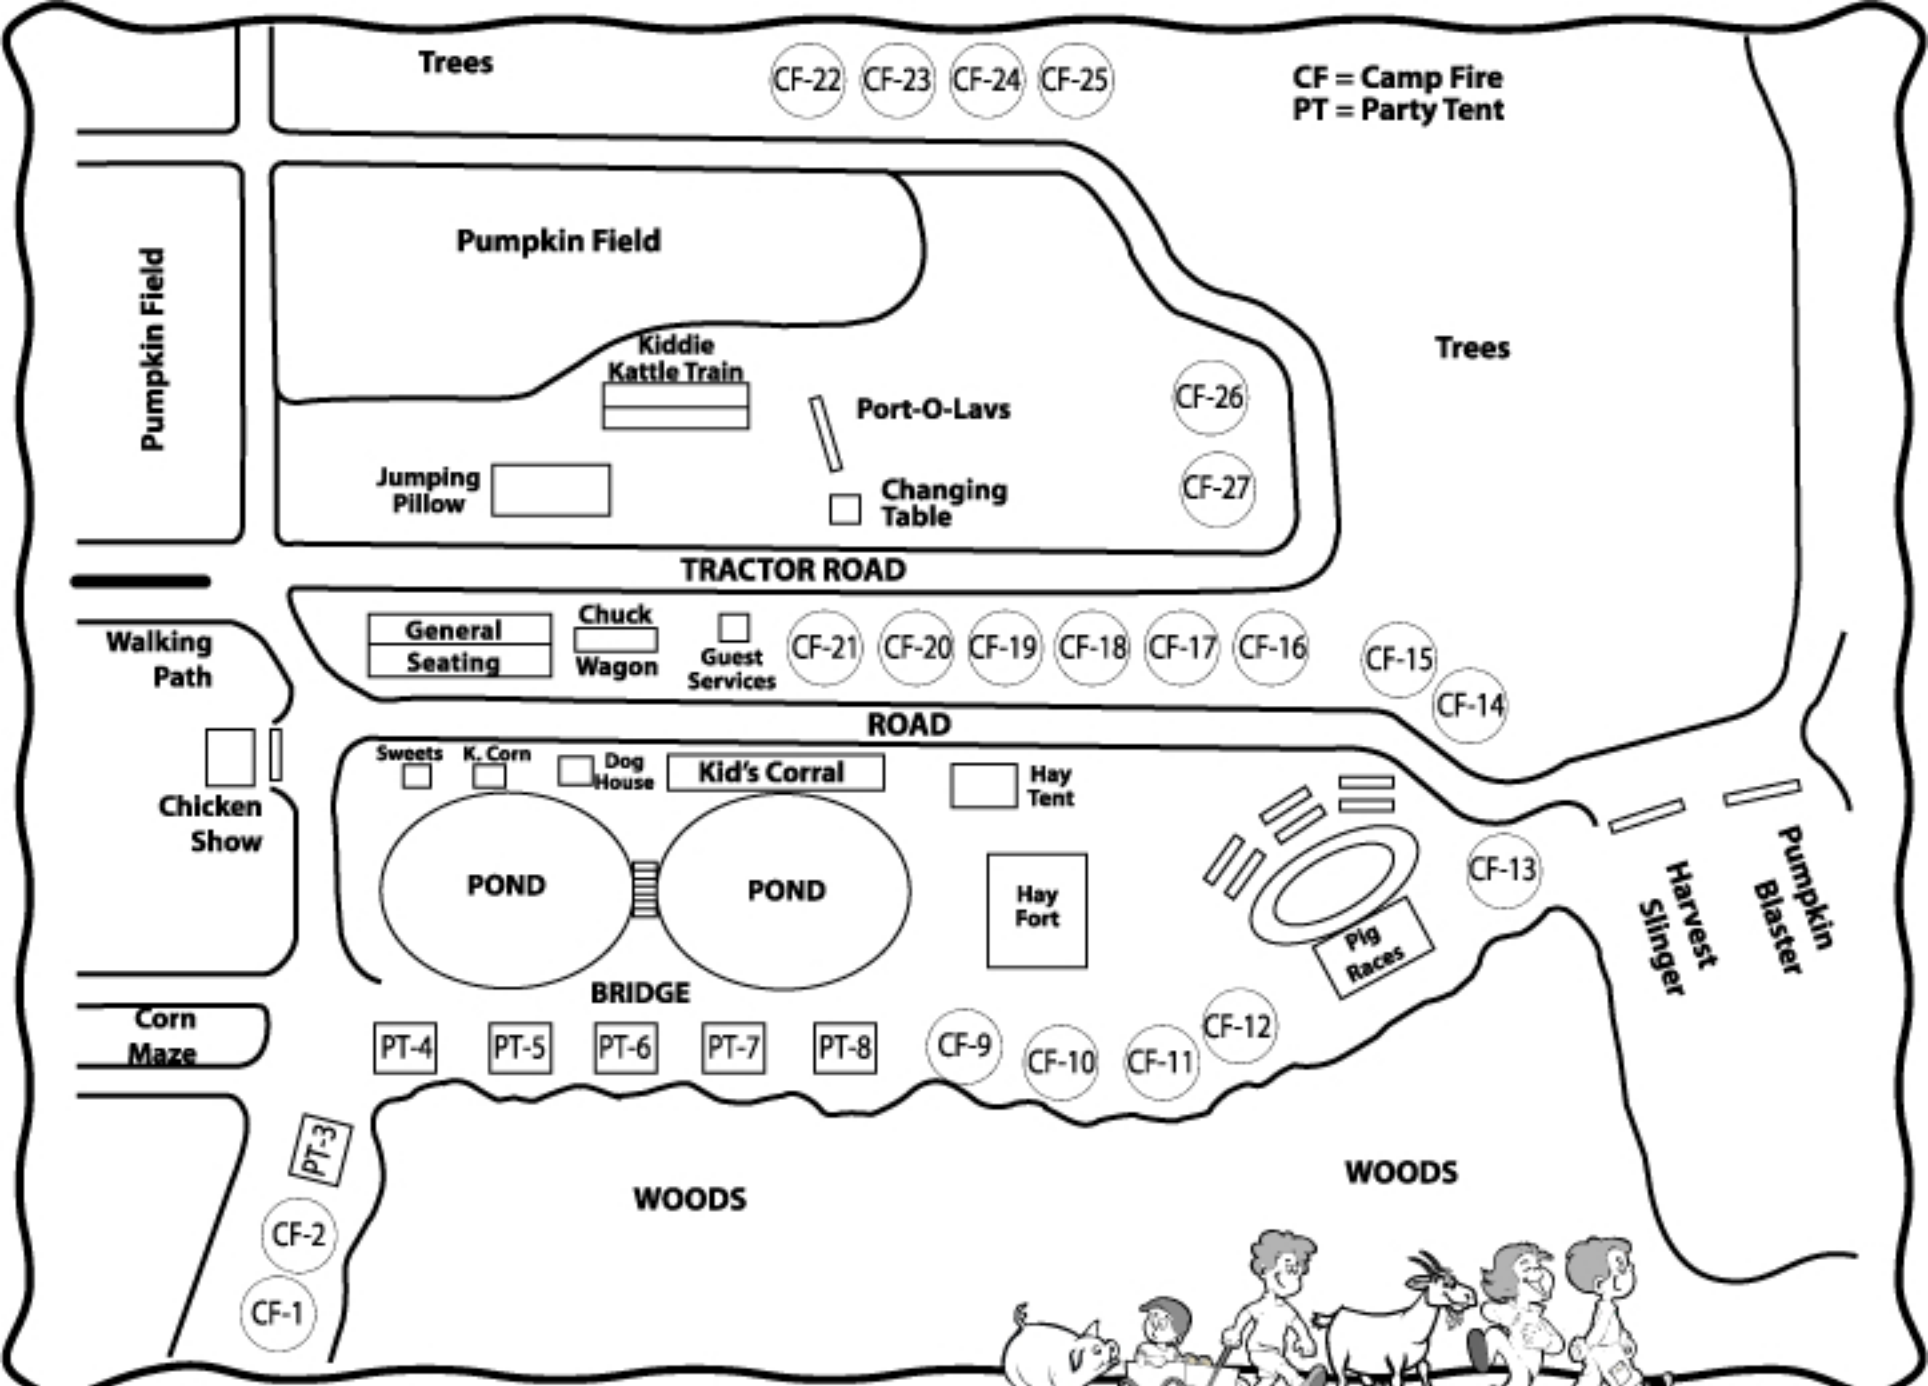 Trees
CF-22
CF-23
CF-24
CF-25
CF = Camp Fire
PT = Party Tent
Pumpkin Field
Pumpkin Field
Trees
Kiddie
Kattle Train
Port-O-Lavs
CF-26
Jumping
Pillow
Changing
Table
CF-27
TRACTOR ROAD
Walking
Path
General
Seating
Chuck
Wagon
Guest
Services
CF-21
CF-20
CF-19
CF-18
CF-17
CF-16
CF-15
CF-14
ROAD
Sweets
K. Corn
Dog
House
Kid's Corral
Hay
Tent
Chicken
Show
POND
POND
Hay
Fort
Pig
Races
CF-13
Harvest
Slinger
Pumpkin
Blaster
BRIDGE
Corn
Maze
PT-4
PT-5
PT-6
PT-7
PT-8
CF-9
CF-10
CF-11
CF-12
PT-3
CF-2
CF-1
WOODS
WOODS